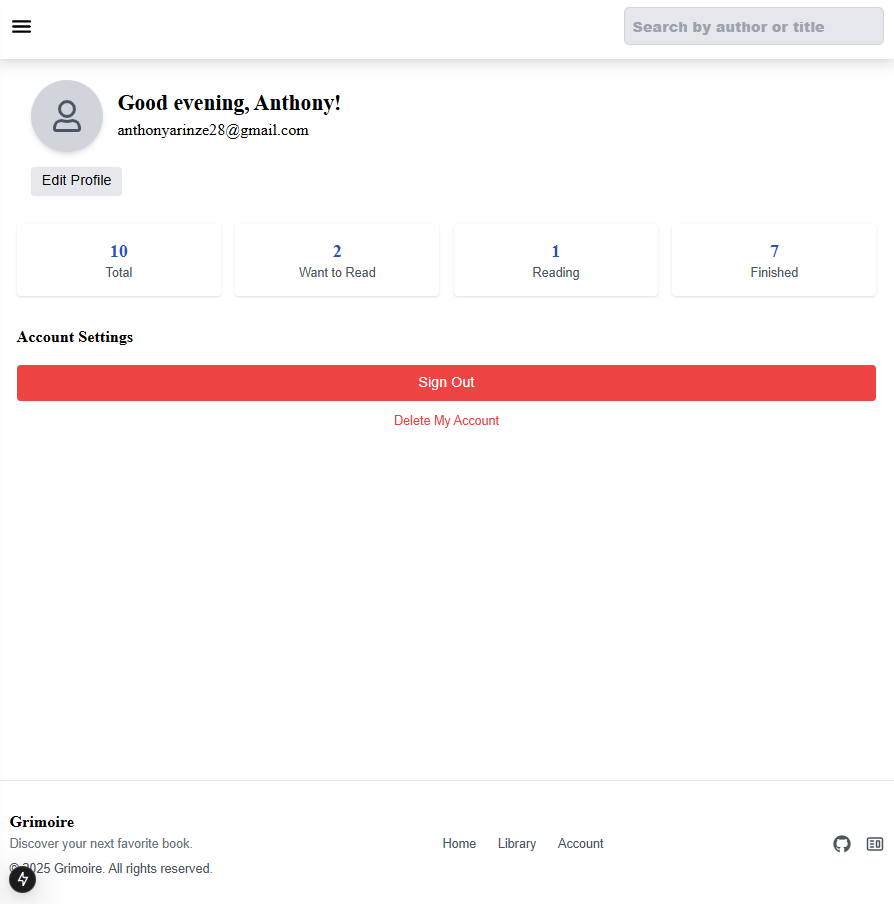 Search by author or title
Good evening, Anthony!
anthonyarinze28@gmail.com
Edit Profile
10
Total
2
Want to Read
1
Reading
7
Finished
Account Settings
Sign Out
Delete My Account
Grimoire
Discover your next favorite book.
Home
Library
Account
© 2025 Grimoire. All rights reserved.